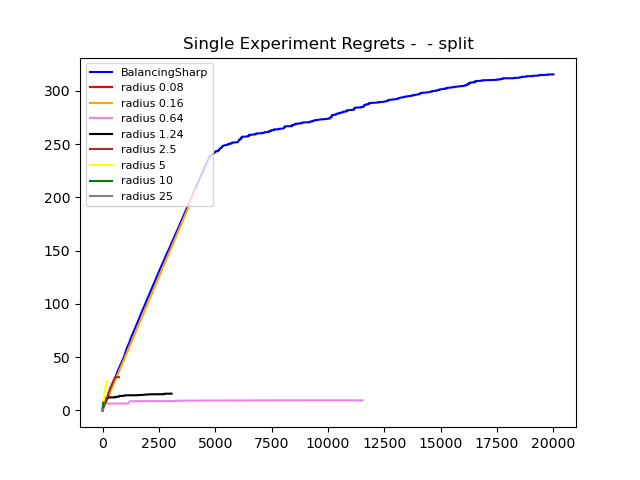 Single Experiment Regrets -  - split
BalancingSharp
radius 0.08
radius 0.16
radius 0.64
radius 1.24
radius 2.5
radius 5
radius 10
radius 25
300
250
200
150
100
50
0
0 2500 5000 7500 10000 12500 15000 17500 20000